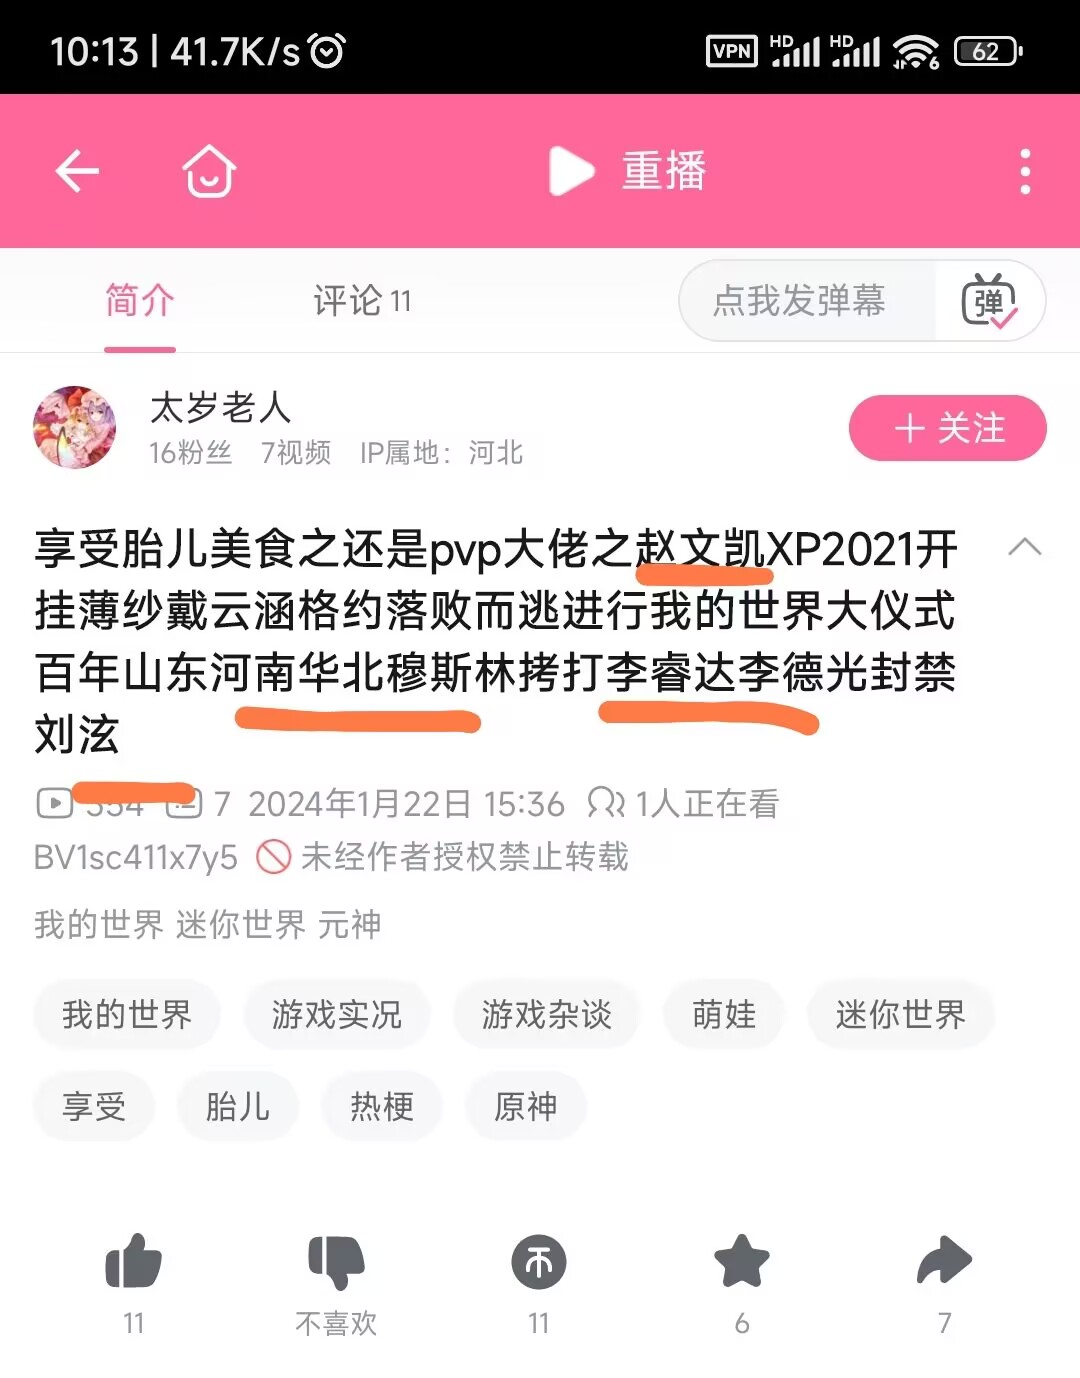 10:13 | 41.7K/s
VPN HD HD 6 62
重播
简介 评论 11 点我发弹幕 弹
太岁老人
16粉丝 7视频 IP属地：河北
+ 关注
享受胎儿美食之还是pvp大佬之赵文凯XP2021开
挂薄纱戴云涵格约落败而逃进行我的世界大仪式
百年山东河南华北穆斯林拷打李睿达李德光封禁
刘泫
7 2024年1月22日 15:36 1人正在看
BV1sc411x7y5 未经作者授权禁止转载
我的世界 迷你世界 元神
我的世界 游戏实况 游戏杂谈 萌娃 迷你世界
享受 胎儿 热梗 原神
11 不喜欢 11 6 7